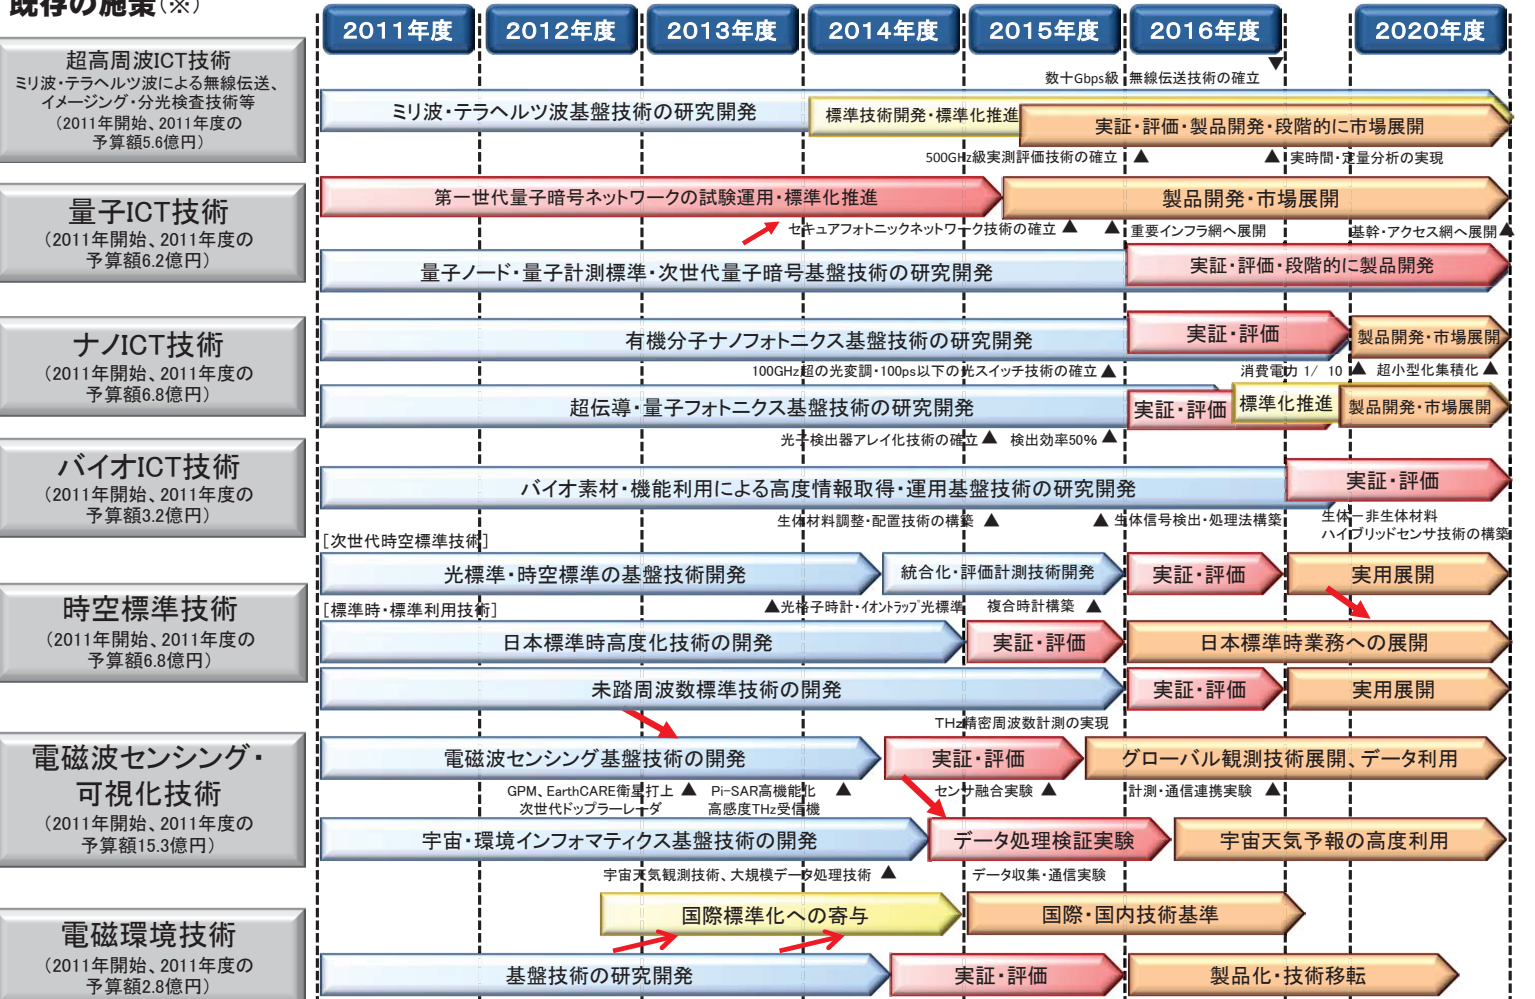 既存の施策(※)
2011年度
2012年度
2013年度
2014年度
2015年度
2016年度
2020年度
超高周波ICT技術
ミリ波・テラヘルツ波による無線伝送、
イメージング・分光検査技術等
(2011年開始、2011年度の
予算額5.6億円)
数十Gbps級 無線伝送技術の確立 ▼
ミリ波・テラヘルツ波基盤技術の研究開発
標準技術開発・標準化推進
実証・評価・製品開発・段階的に市場展開
500GHz級実測評価技術の確立 ▲
▲ 実時間・定量分析の実現
量子ICT技術
(2011年開始、2011年度の
予算額6.2億円)
第一世代量子暗号ネットワークの試験運用・標準化推進
製品開発・市場展開
セキュアフォトニックネットワーク技術の確立 ▲
▲ 重要インフラ網へ展開
基幹・アクセス網へ展開▲
量子ノード・量子計測標準・次世代量子暗号基盤技術の研究開発
実証・評価・段階的に製品開発
ナノICT技術
(2011年開始、2011年度の
予算額6.8億円)
有機分子ナノフォトニクス基盤技術の研究開発
実証・評価
製品開発・市場展開
100GHz超の光変調・100ps以下の光スイッチ技術の確立 ▲
消費電力 1/ 10 ▲
超小型化集積化 ▲
超伝導・量子フォトニクス基盤技術の研究開発
実証・評価
標準化推進
製品開発・市場展開
光子検出器アレイ化技術の確立 ▲
検出効率50% ▲
バイオICT技術
(2011年開始、2011年度の
予算額3.2億円)
バイオ素材・機能利用による高度情報取得・運用基盤技術の研究開発
実証・評価
生体材料調整・配置技術の構築 ▲
▲ 生体信号検出・処理法構築
生体－非生体材料
ハイブリッドセンサ技術の構築
時空標準技術
(2011年開始、2011年度の
予算額6.8億円)
[次世代時空標準技術]
光標準・時空標準の基盤技術開発
統合化・評価計測技術開発
実証・評価
実用展開
[標準時・標準利用技術]
▲光格子時計・イオントラップ光標準
複合時計構築 ▲
日本標準時高度化技術の開発
実証・評価
日本標準時業務への展開
未踏周波数標準技術の開発
実証・評価
実用展開
THz精密周波数計測の実現
電磁波センシング・
可視化技術
(2011年開始、2011年度の
予算額15.3億円)
電磁波センシング基盤技術の開発
実証・評価
グローバル観測技術展開、データ利用
GPM、EarthCARE衛星打上 ▲
次世代ドップラーレーダ
Pi-SAR高機能化 ▲
高感度THz受信機
センサ融合実験 ▲
計測・通信連携実験 ▲
宇宙・環境インフォマティクス基盤技術の開発
データ処理検証実験
宇宙天気予報の高度利用
宇宙天気観測技術、大規模データ処理技術 ▲
データ収集・通信実験
電磁環境技術
(2011年開始、2011年度の
予算額2.8億円)
国際標準化への寄与
国際・国内技術基準
基盤技術の研究開発
実証・評価
製品化・技術移転